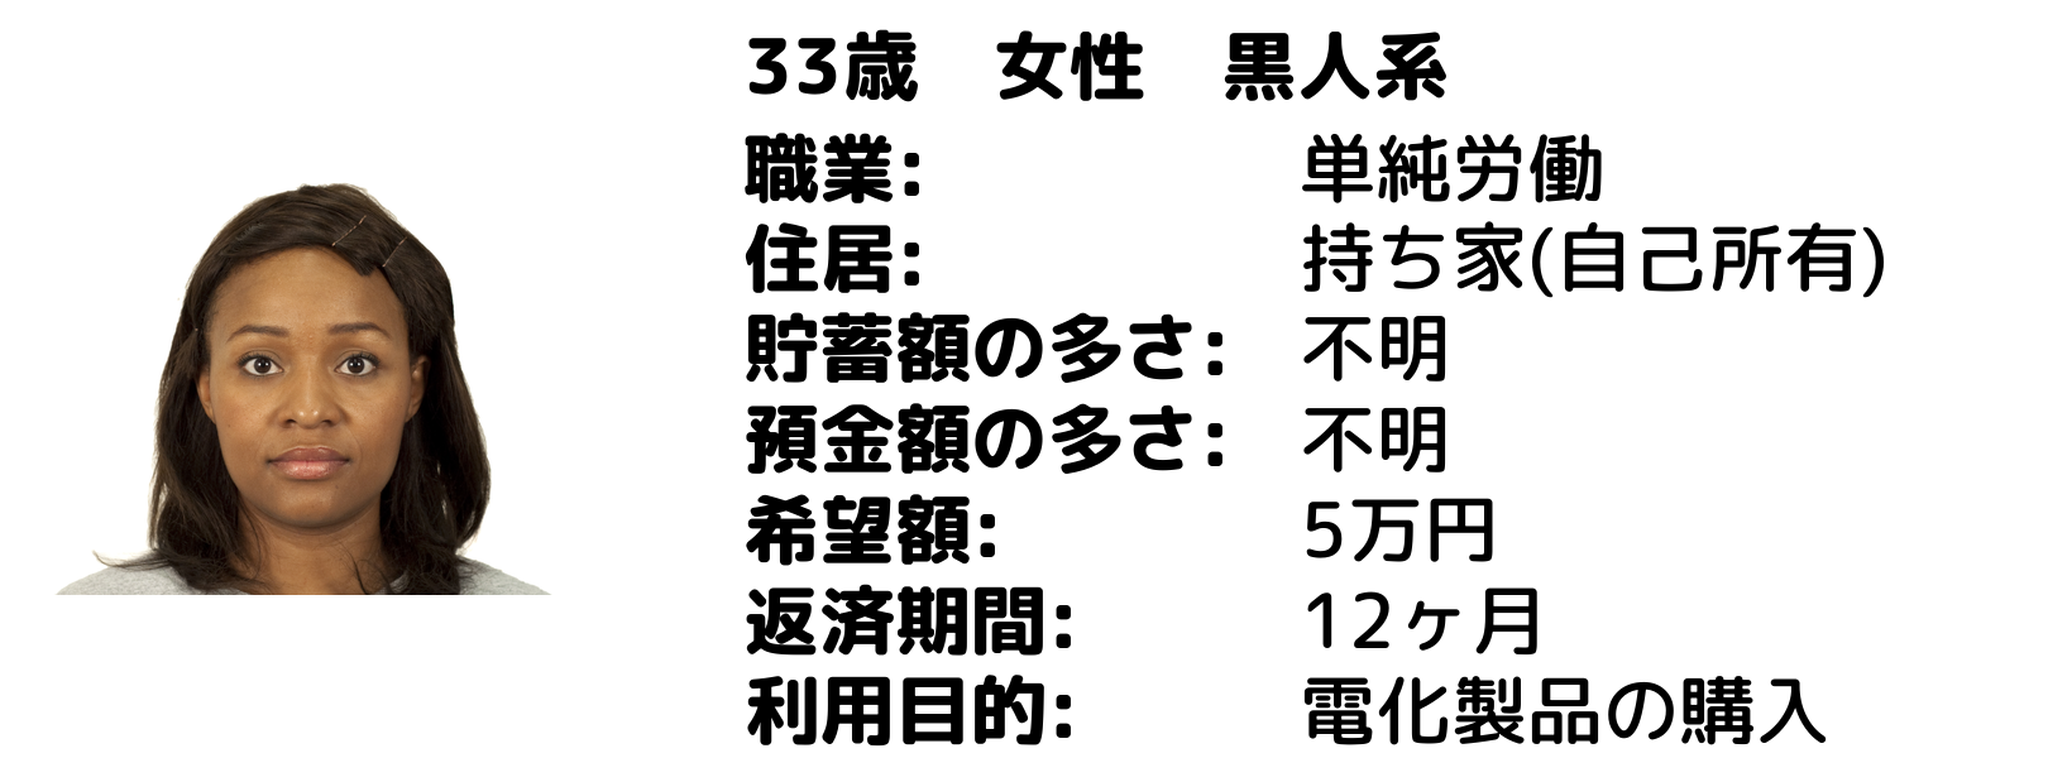 33歳　女性　黒人系
職業:　単純労働
住居:　持ち家(自己所有)
貯蓄額の多さ:　不明
預金額の多さ:　不明
希望額:　5万円
返済期間:　12ヶ月
利用目的:　電化製品の購入